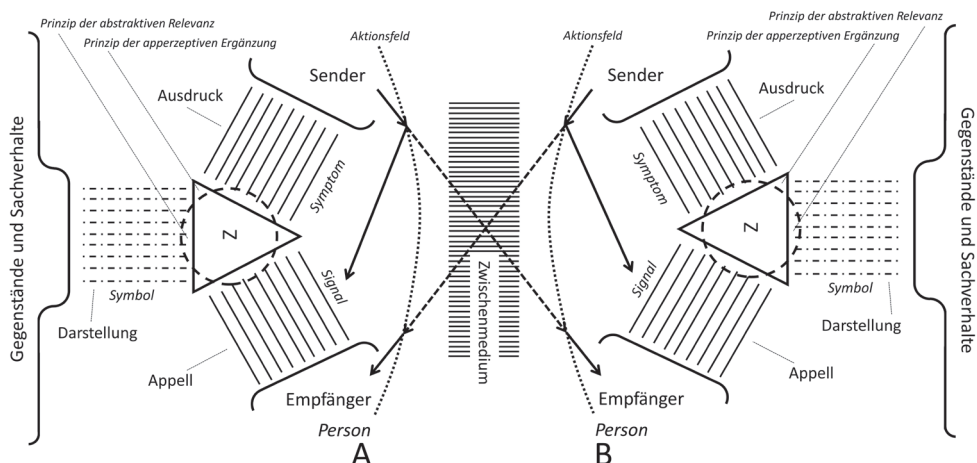 Prinzip der abstraktiven Relevanz
Prinzip der apperzeptiven Ergänzung
Gegenstände und Sachverhalte
Ausdruck
Symptom
Z
Symbol
Darstellung
Signal
Appell
Aktionsfeld
Sender
Empfänger
Person
A
Zwischenmedium
Aktionsfeld
Sender
Prinzip der abstraktiven Relevanz
Prinzip der apperzeptiven Ergänzung
Ausdruck
Symptom
Z
Symbol
Darstellung
Signal
Appell
Empfänger
Person
B
Gegenstände und Sachverhalte